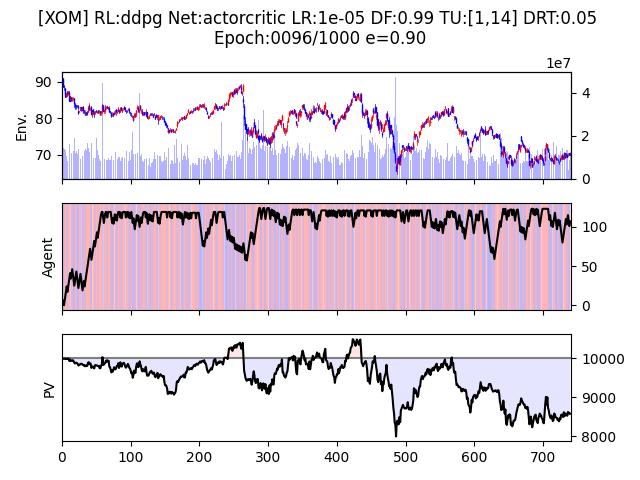 [XOM] RL:ddpg Net:actorcritic LR:1e-05 DF:0.99 TU:[1,14] DRT:0.05
Epoch:0096/1000 e=0.90
1e7
Env.
90
80
70
4
2
0
Agent
100
50
0
PV
10000
9000
8000
0 100 200 300 400 500 600 700